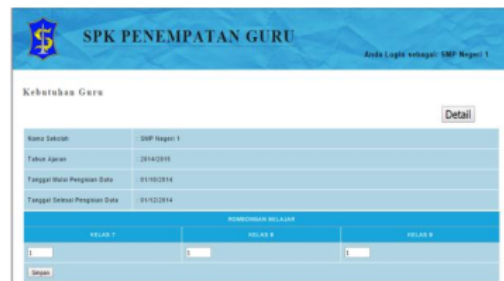 SPK PENEMPATAN GURU
Anda Login sebagai: SMP Negeri 1
Kebutuhan Guru
Detail
Nama Sekolah : SMP Negeri 1
Tahun Ajaran : 2014/2015
Tanggal Mulai Pengisian Data : 01/10/2014
Tanggal Selesai Pengisian Data : 01/12/2014
ROMBONGAN BELAJAR
KELAS 7 KELAS 8 KELAS 9
1 1 1
Simpan